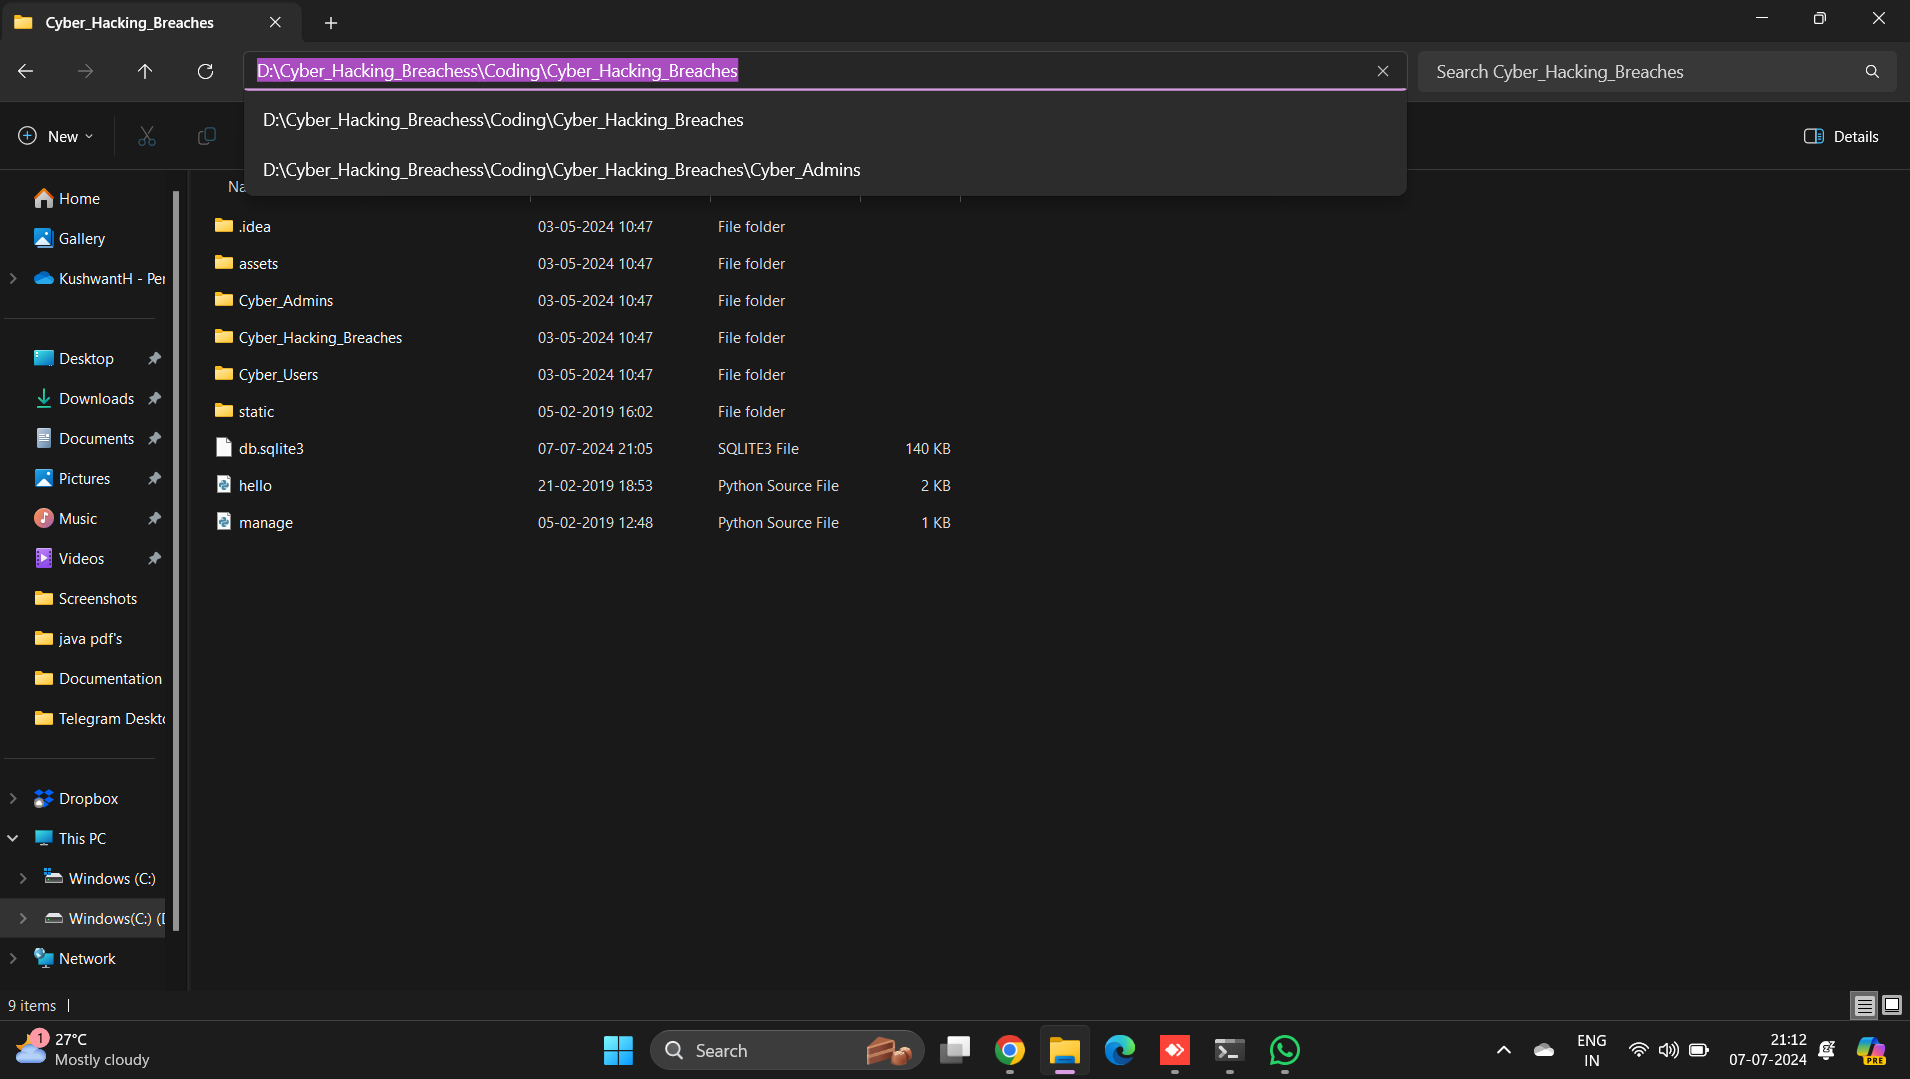 Cyber_Hacking_Breaches
D:\Cyber_Hacking_Breachess\Coding\Cyber_Hacking_Breaches
Search Cyber_Hacking_Breaches
D:\Cyber_Hacking_Breachess\Coding\Cyber_Hacking_Breaches
D:\Cyber_Hacking_Breachess\Coding\Cyber_Hacking_Breaches\Cyber_Admins
New
Details
Home
Gallery
KushwantH - Per
Desktop
Downloads
Documents
Pictures
Music
Videos
Screenshots
java pdf's
Documentation
Telegram Deskto
Dropbox
This PC
Windows (C:)
Windows(C:) (D
Network
Na
.idea 03-05-2024 10:47 File folder
assets 03-05-2024 10:47 File folder
Cyber_Admins 03-05-2024 10:47 File folder
Cyber_Hacking_Breaches 03-05-2024 10:47 File folder
Cyber_Users 03-05-2024 10:47 File folder
static 05-02-2019 16:02 File folder
db.sqlite3 07-07-2024 21:05 SQLITE3 File 140 KB
hello 21-02-2019 18:53 Python Source File 2 KB
manage 05-02-2019 12:48 Python Source File 1 KB
9 items
1
27°C
Mostly cloudy
Search
ENG
IN
21:12
07-07-2024
PRE